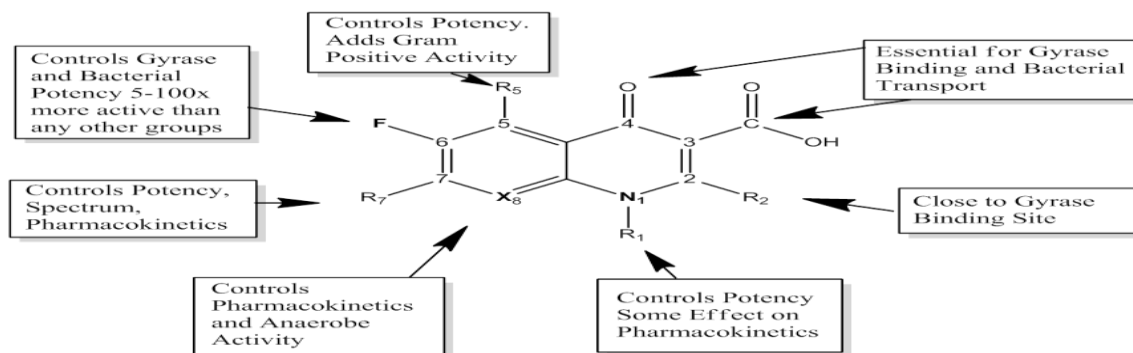 Controls Potency.
Adds Gram
Positive Activity
Controls Gyrase
and Bacterial
Potency 5-100x
more active than
any other groups
Essential for Gyrase
Binding and Bacterial
Transport
R5
O
O
F
5
4
C
6
3
OH
7
2
R7
X8
N1
R2
R1
Controls Potency,
Spectrum,
Pharmacokinetics
Close to Gyrase
Binding Site
Controls
Pharmacokinetics
and Anaerobe
Activity
Controls Potency
Some Effect on
Pharmacokinetics